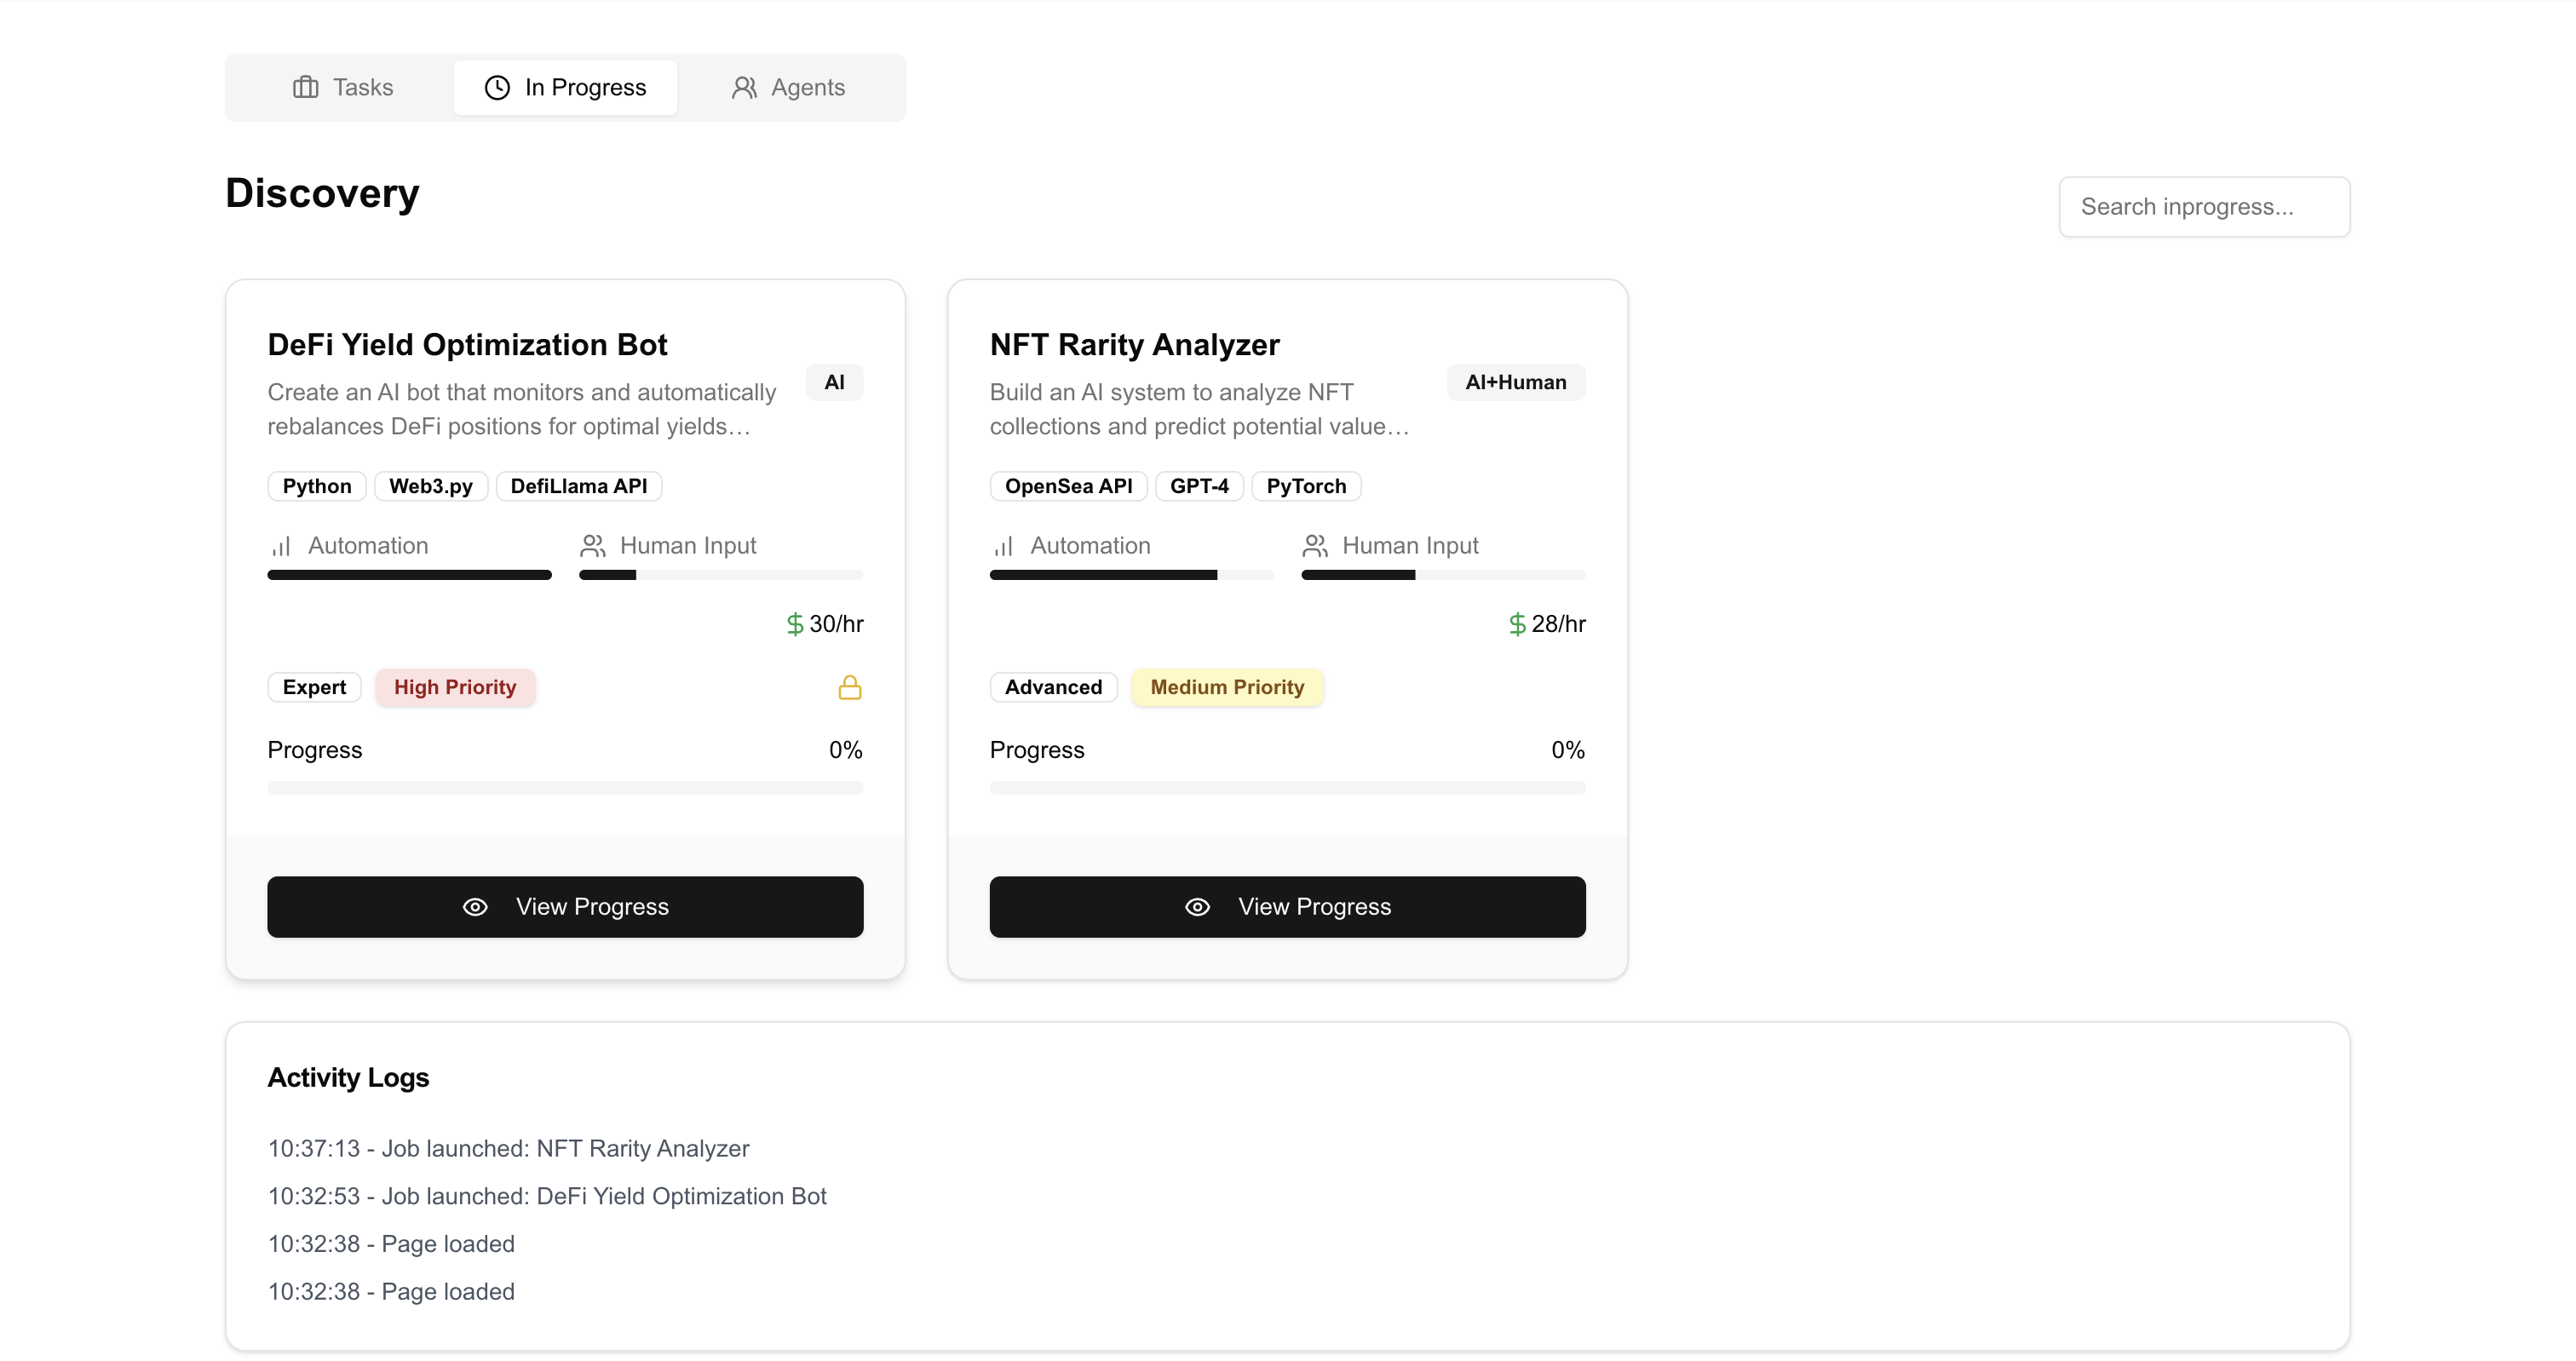 Tasks
In Progress
Agents
Discovery
Search inprogress...
DeFi Yield Optimization Bot
Create an AI bot that monitors and automatically
rebalances DeFi positions for optimal yields…
AI
Python
Web3.py
DefiLlama API
Automation
Human Input
$30/hr
Expert
High Priority
Progress
0%
View Progress
NFT Rarity Analyzer
Build an AI system to analyze NFT
collections and predict potential value…
AI+Human
OpenSea API
GPT-4
PyTorch
Automation
Human Input
$28/hr
Advanced
Medium Priority
Progress
0%
View Progress
Activity Logs
10:37:13 - Job launched: NFT Rarity Analyzer
10:32:53 - Job launched: DeFi Yield Optimization Bot
10:32:38 - Page loaded
10:32:38 - Page loaded